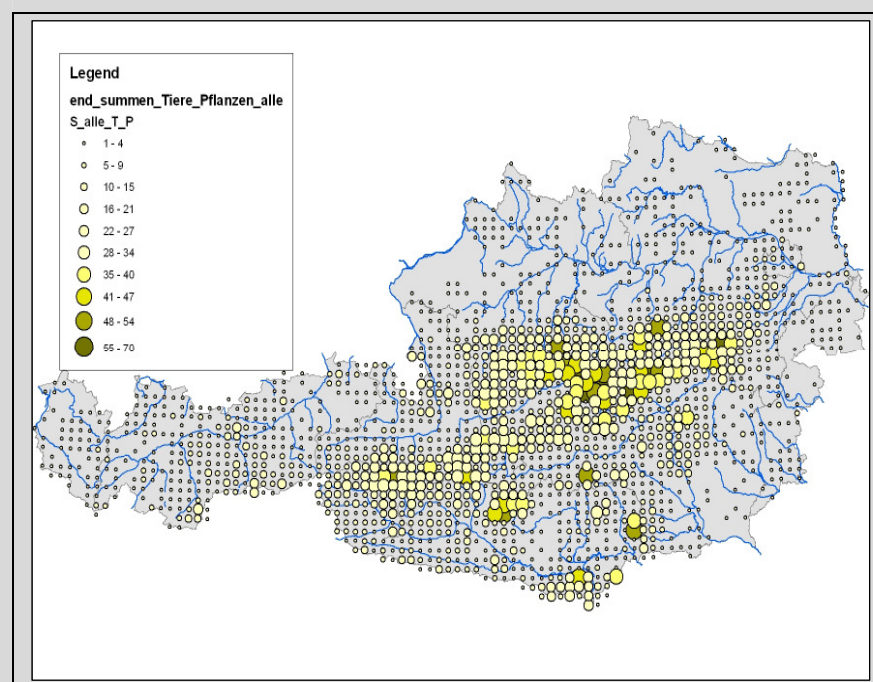 Legend
end_summen_Tiere_Pflanzen_alle
S_alle_T_P
1 - 4
5 - 9
10 - 15
16 - 21
22 - 27
28 - 34
35 - 40
41 - 47
48 - 54
55 - 70